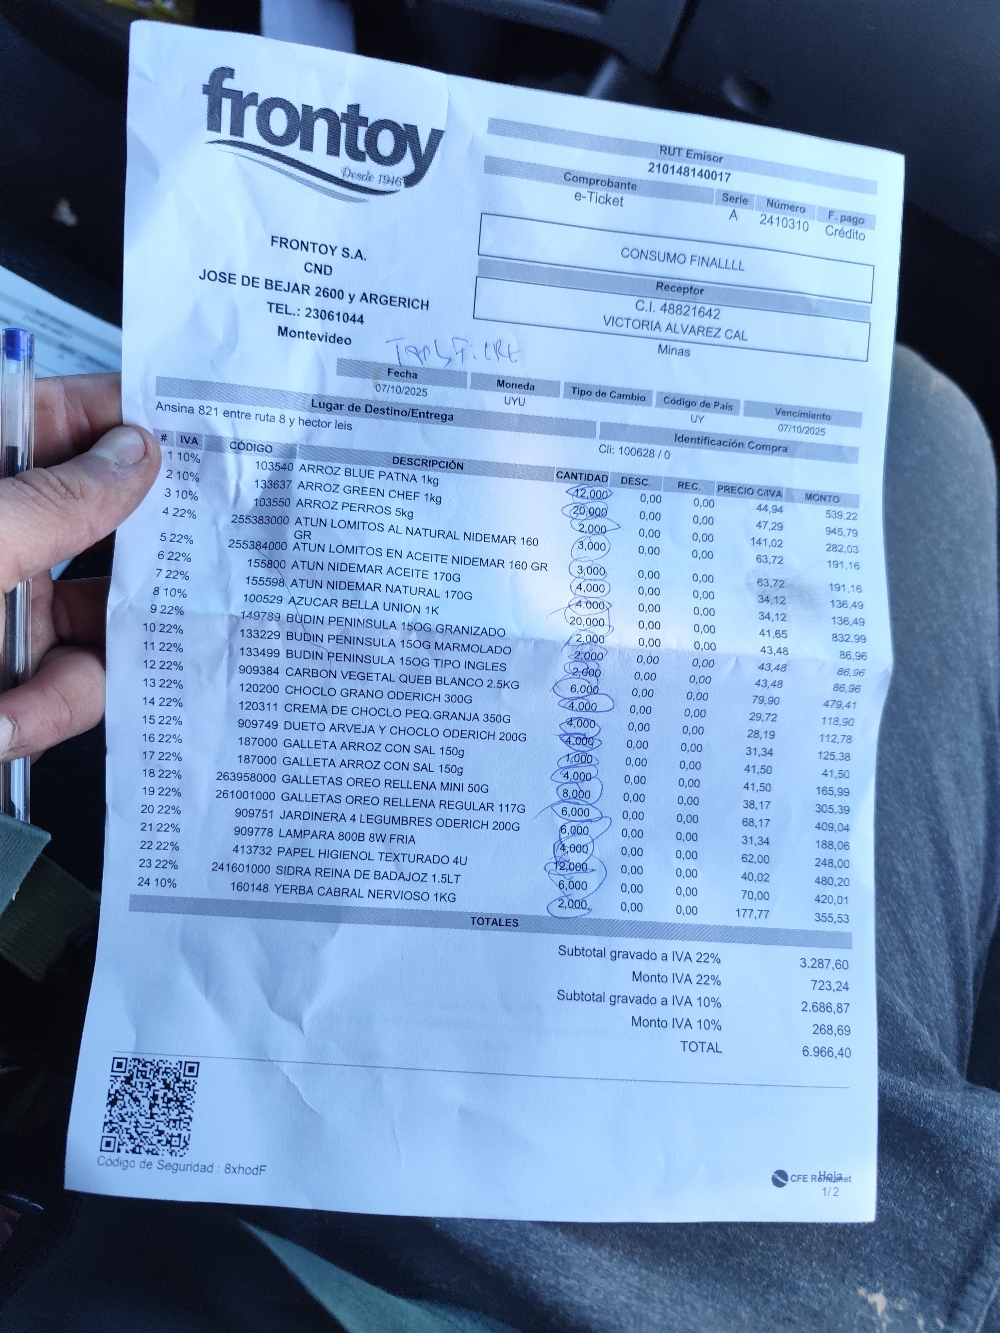 frontoy
Desde 1946
RUT Emisor
210148140017
Comprobante Serie Número F. pago
e-Ticket A 2410310 Crédito
CONSUMO FINALLLL
Receptor
C.I. 48821642
VICTORIA ALVAREZ CAL
Minas
FRONTOY S.A.
CND
JOSE DE BEJAR 2600 y ARGERICH
TEL.: 23061044
Montevideo
Fecha Moneda Tipo de Cambio Código de País Vencimiento
07/10/2025 UYU UY 07/10/2025
Lugar de Destino/Entrega Identificación Compra
Ansina 821 entre ruta 8 y hector leis Cli: 100628 / 0
# IVA CÓDIGO DESCRIPCIÓN CANTIDAD DESC. REC. PRECIO C/IVA MONTO
1 10% 103540 ARROZ BLUE PATNA 1kg 12,000 0,00 0,00 44,94 539,22
2 10% 133637 ARROZ GREEN CHEF 1kg 20,000 0,00 0,00 47,29 945,79
3 10% 103550 ARROZ PERROS 5kg 2,000 0,00 0,00 141,02 282,03
4 22% 255383000 ATUN LOMITOS AL NATURAL NIDEMAR 160 GR 3,000 0,00 0,00 63,72 191,16
5 22% 255384000 ATUN LOMITOS EN ACEITE NIDEMAR 160 GR 3,000 0,00 0,00 63,72 191,16
6 22% 155800 ATUN NIDEMAR ACEITE 170G 4,000 0,00 0,00 34,12 136,49
7 22% 155598 ATUN NIDEMAR NATURAL 170G 4,000 0,00 0,00 34,12 136,49
8 10% 100529 AZUCAR BELLA UNION 1K 20,000 0,00 0,00 41,65 832,99
9 22% 149789 BUDIN PENINSULA 15OG GRANIZADO 2,000 0,00 0,00 43,48 86,96
10 22% 133229 BUDIN PENINSULA 15OG MARMOLADO 2,000 0,00 0,00 43,48 86,96
11 22% 133499 BUDIN PENINSULA 15OG TIPO INGLES 2,000 0,00 0,00 43,48 86,96
12 22% 909384 CARBON VEGETAL QUEB BLANCO 2.5KG 6,000 0,00 0,00 79,90 479,41
13 22% 120200 CHOCLO GRANO ODERICH 300G 4,000 0,00 0,00 29,72 118,90
14 22% 120311 CREMA DE CHOCLO PEQ.GRANJA 350G 4,000 0,00 0,00 28,19 112,78
15 22% 909749 DUETO ARVEJA Y CHOCLO ODERICH 200G 4,000 0,00 0,00 31,34 125,38
16 22% 187000 GALLETA ARROZ CON SAL 150g 1,000 0,00 0,00 41,50 41,50
17 22% 187000 GALLETA ARROZ CON SAL 150g 4,000 0,00 0,00 41,50 165,99
18 22% 263958000 GALLETAS OREO RELLENA MINI 50G 8,000 0,00 0,00 38,17 305,39
19 22% 261001000 GALLETAS OREO RELLENA REGULAR 117G 6,000 0,00 0,00 68,17 409,04
20 22% 909751 JARDINERA 4 LEGUMBRES ODERICH 200G 6,000 0,00 0,00 31,34 188,06
21 22% 909778 LAMPARA 800B 8W FRIA 4,000 0,00 0,00 62,00 248,00
22 22% 413732 PAPEL HIGIENOL TEXTURADO 4U 12,000 0,00 0,00 40,02 480,20
23 22% 241601000 SIDRA REINA DE BADAJOZ 1.5LT 6,000 0,00 0,00 70,00 420,01
24 10% 160148 YERBA CABRAL NERVIOSO 1KG 2,000 0,00 0,00 177,77 355,53
TOTALES
Subtotal gravado a IVA 22% 3.287,60
Monto IVA 22% 723,24
Subtotal gravado a IVA 10% 2.686,87
Monto IVA 10% 268,69
TOTAL 6.966,40
Código de Seguridad : 8xhodF
CFE
Hoja
1/2